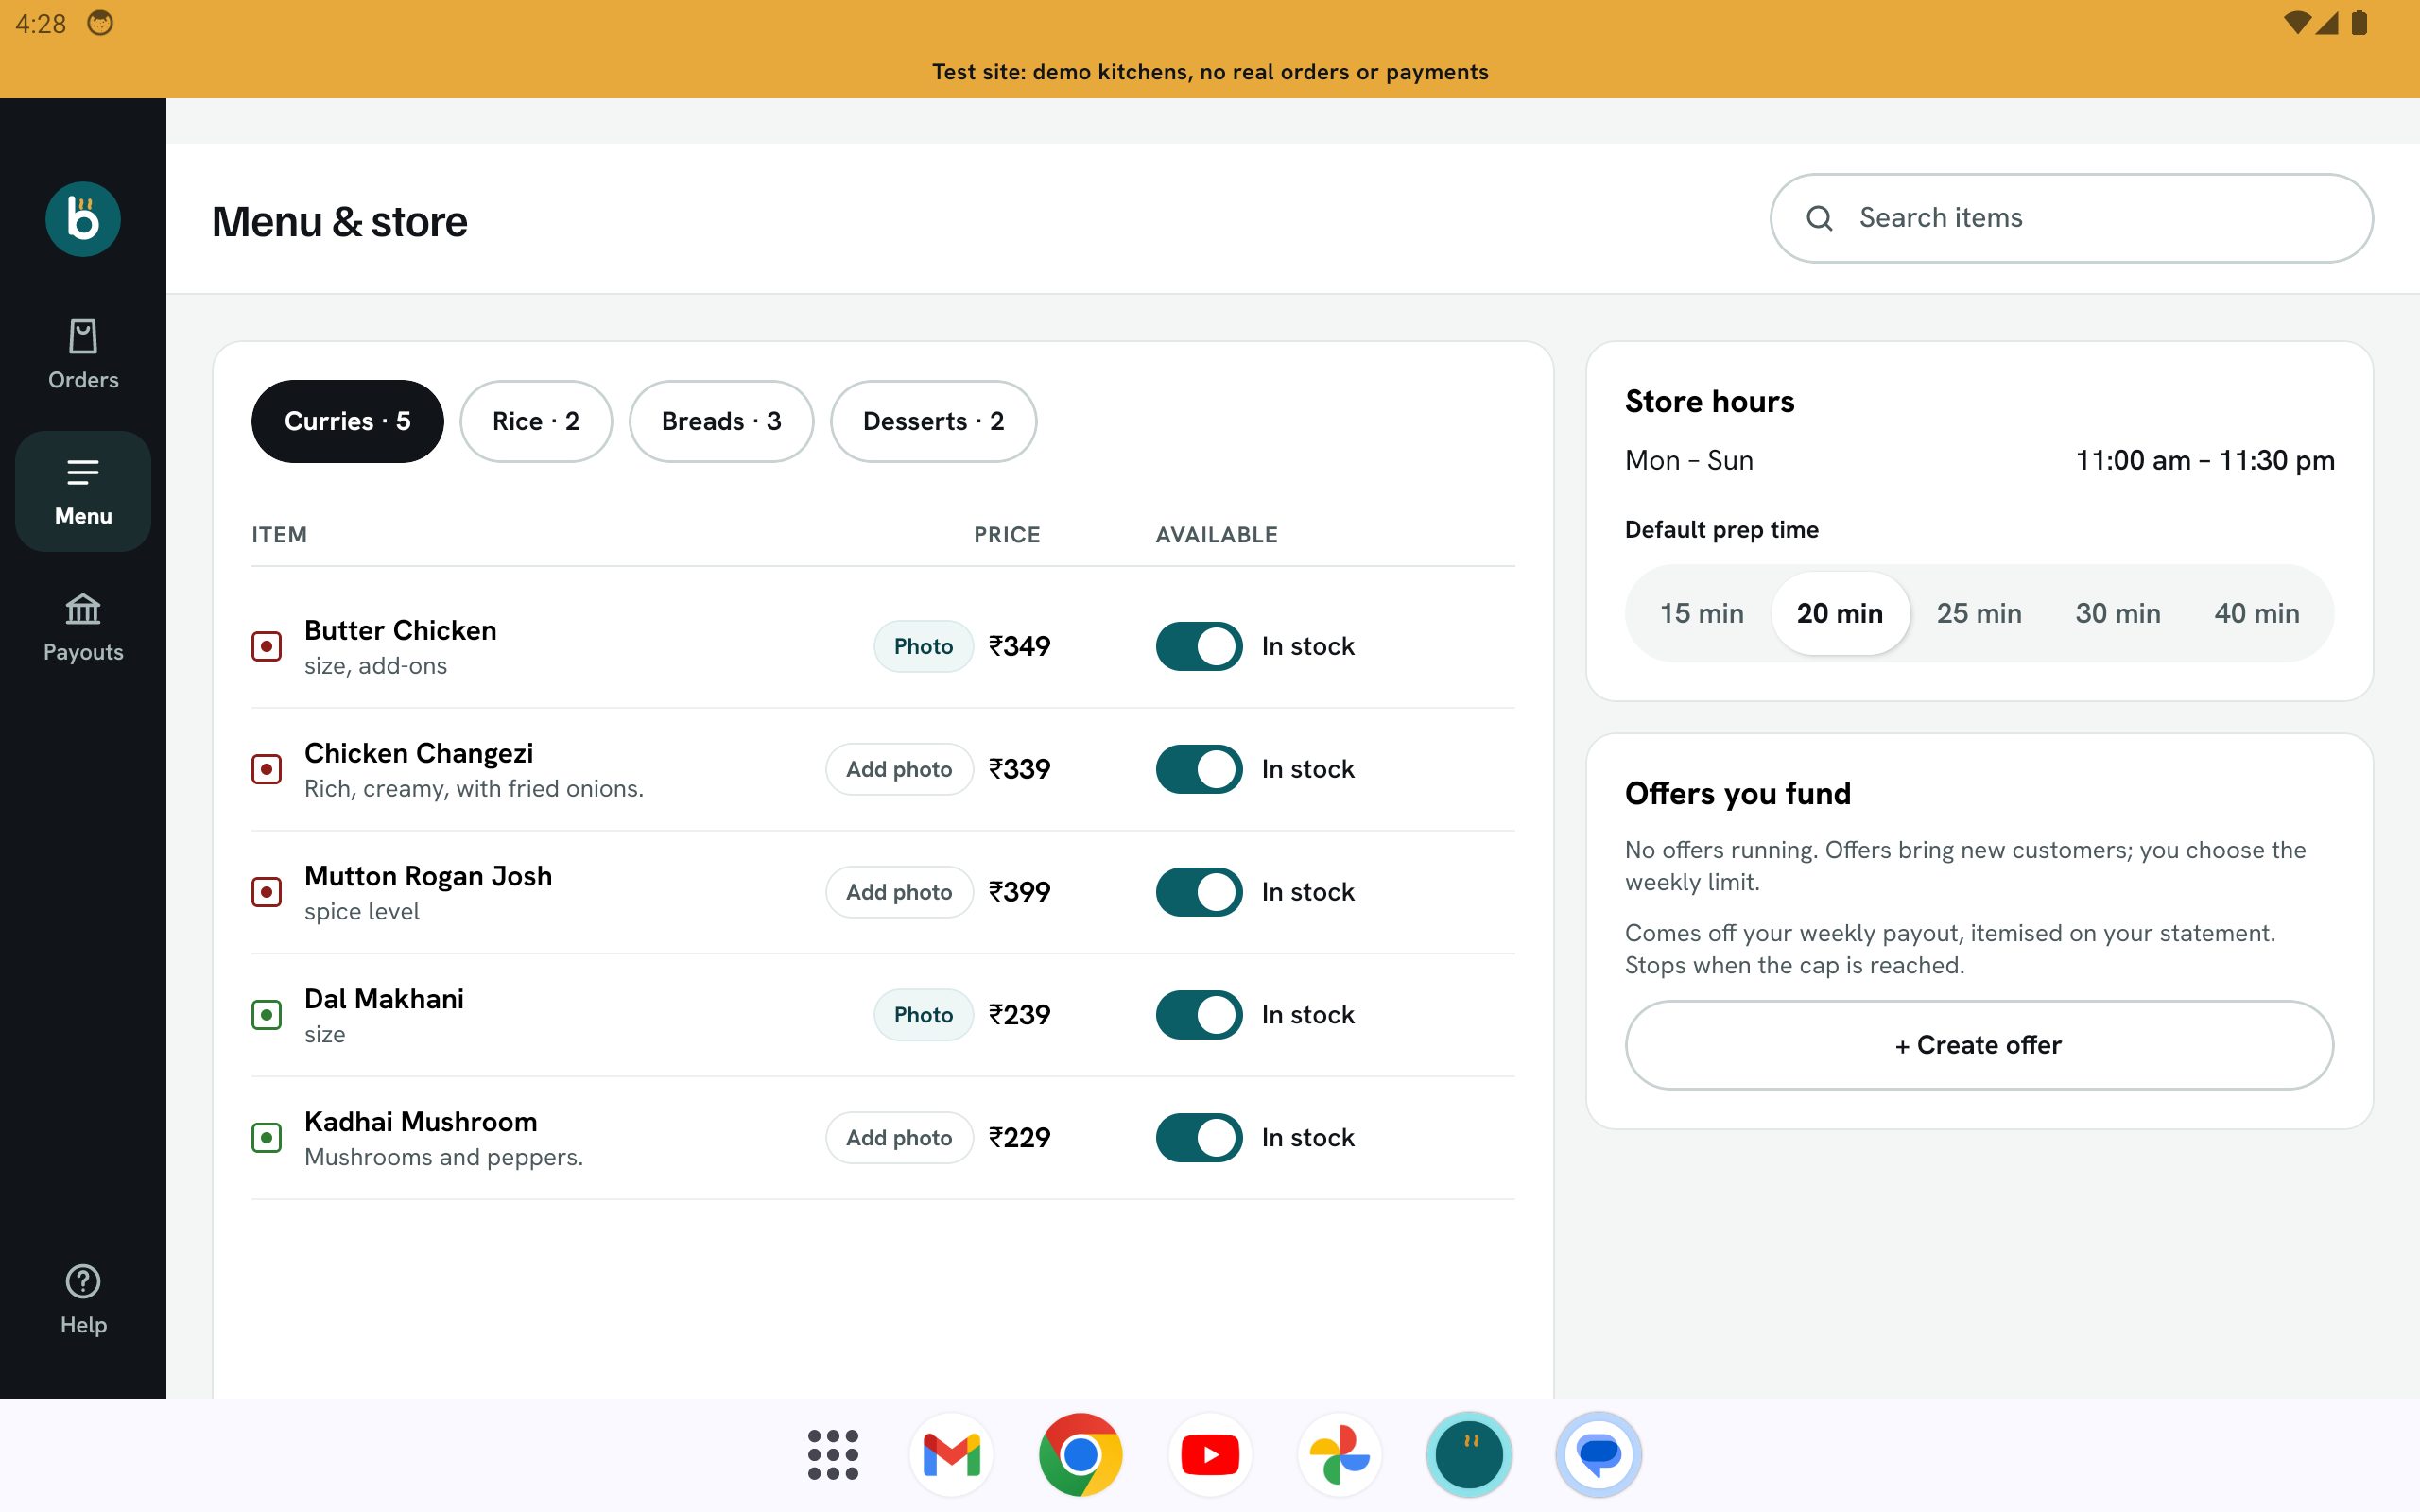 4:28
Test site: demo kitchens, no real orders or payments
b
Orders
Menu
Payouts
Help
Menu & store
Search items
Curries · 5
Rice · 2
Breads · 3
Desserts · 2
ITEM PRICE AVAILABLE
Butter Chicken
size, add-ons
Photo ₹349 In stock
Chicken Changezi
Rich, creamy, with fried onions.
Add photo ₹339 In stock
Mutton Rogan Josh
spice level
Add photo ₹399 In stock
Dal Makhani
size
Photo ₹239 In stock
Kadhai Mushroom
Mushrooms and peppers.
Add photo ₹229 In stock
Store hours
Mon – Sun 11:00 am – 11:30 pm
Default prep time
15 min 20 min 25 min 30 min 40 min
Offers you fund
No offers running. Offers bring new customers; you choose the
weekly limit.
Comes off your weekly payout, itemised on your statement.
Stops when the cap is reached.
+ Create offer